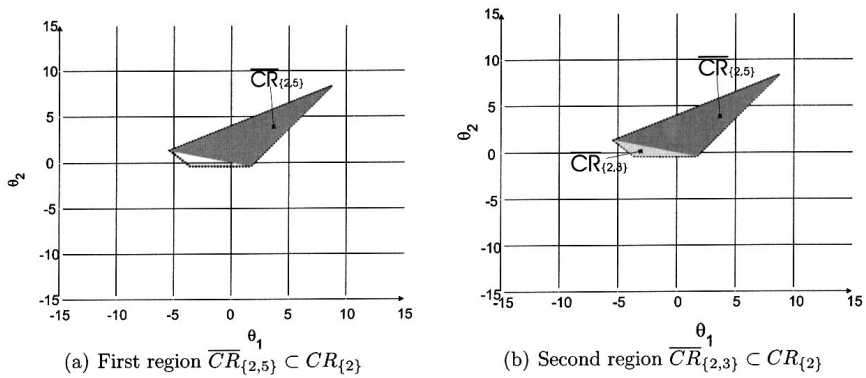 15
10
5
0
-5
-10
-15
-15 -10 -5 0 5 10 15
θ2
θ1
CR{2,5}
(a) First region CR{2,5} ⊂ CR{2}
15
10
5
0
-5
-10
-15
-15 -10 -5 0 5 10 15
θ2
θ1
CR{2,5}
CR{2,3}
(b) Second region CR{2,3} ⊂ CR{2}